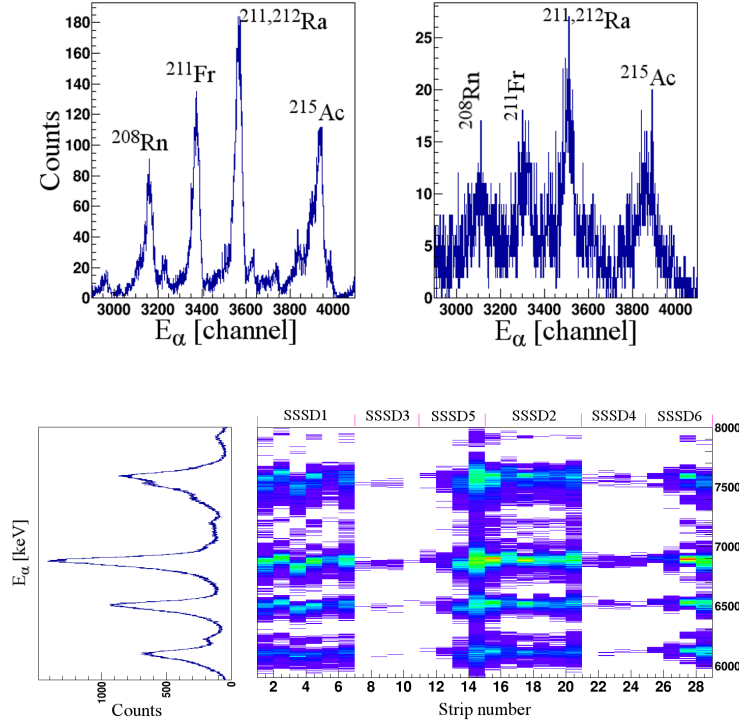 180
160
140
120
100
80
60
40
20
0
Counts
²⁰⁸Rn
²¹¹Fr
²¹¹,²¹²Ra
²¹⁵Ac
3000 3200 3400 3600 3800 4000
Eα [channel]
25
20
15
10
5
0
²⁰⁸Rn
²¹¹Fr
²¹¹,²¹²Ra
²¹⁵Ac
3000 3200 3400 3600 3800 4000
Eα [channel]
Eα [keV]
1000 500 0
Counts
SSSD1 SSSD3 SSSD5 SSSD2 SSSD4 SSSD6
8000
7500
7000
6500
6000
2 4 6 8 10 12 14 16 18 20 22 24 26 28
Strip number